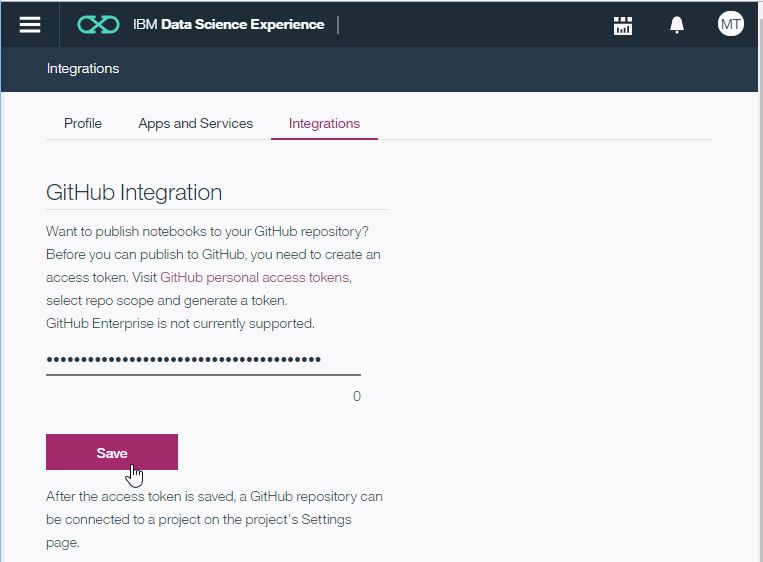 IBM Data Science Experience |
MT
Integrations
Profile Apps and Services Integrations
GitHub Integration
Want to publish notebooks to your GitHub repository?
Before you can publish to GitHub, you need to create an
access token. Visit GitHub personal access tokens,
select repo scope and generate a token.
GitHub Enterprise is not currently supported.
••••••••••••••••••••••••••••••••••••••••
0
Save
After the access token is saved, a GitHub repository can
be connected to a project on the project's Settings
page.